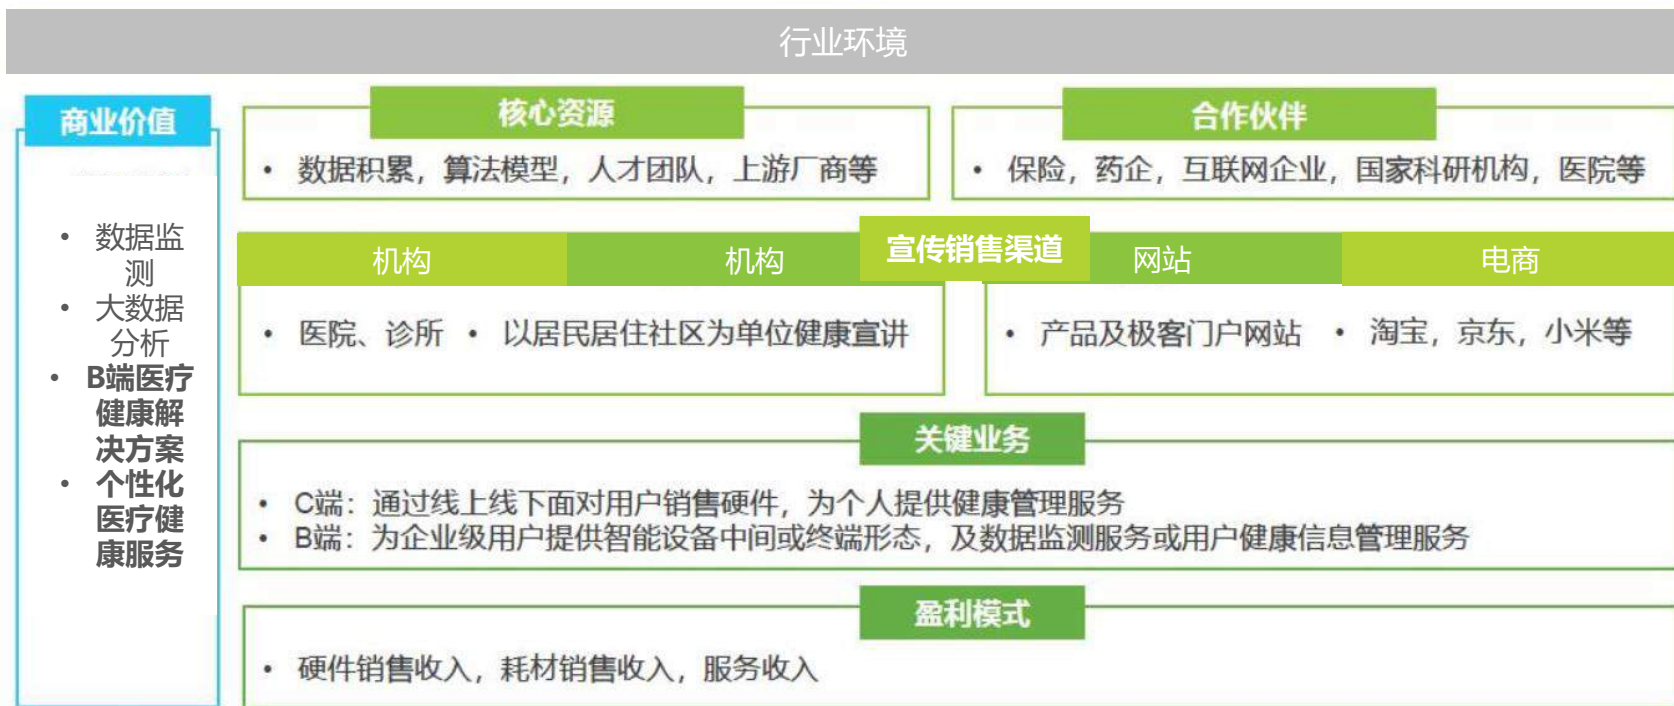 行业环境
商业价值
• 数据监
测
• 大数据
分析
• B端医疗
健康解
决方案
• 个性化
医疗健
康服务
核心资源
• 数据积累，算法模型，人才团队，上游厂商等
合作伙伴
• 保险，药企，互联网企业，国家科研机构，医院等
宣传销售渠道
机构 机构 网站 电商
• 医院、诊所 • 以居民居住社区为单位健康宣讲 • 产品及极客门户网站 • 淘宝，京东，小米等
关键业务
• C端：通过线上线下面对用户销售硬件，为个人提供健康管理服务
• B端：为企业级用户提供智能设备中间或终端形态，及数据监测服务或用户健康信息管理服务
盈利模式
• 硬件销售收入，耗材销售收入，服务收入